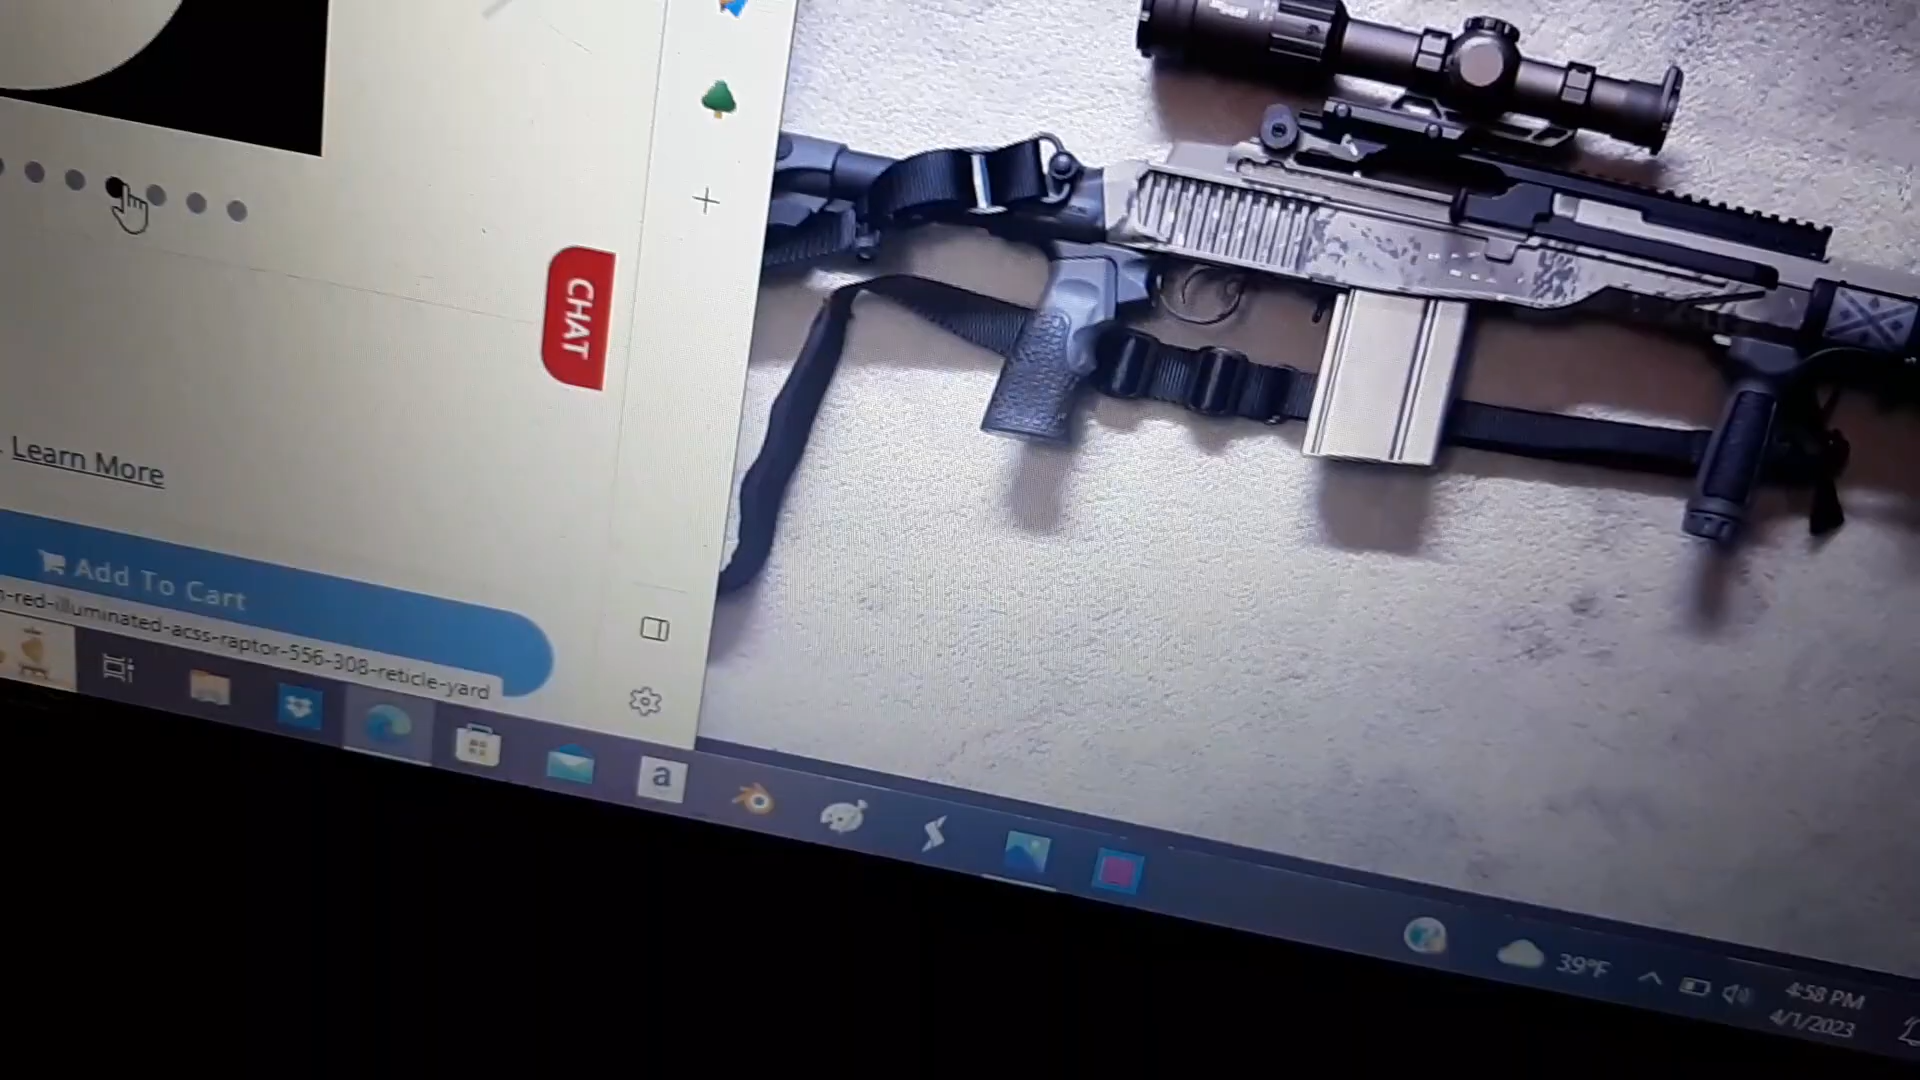 CHAT
. Learn More
Add To Cart
-red-illuminated-acss-raptor-556-308-reticle-yard
a
39°F
4:58 PM
4/1/2023